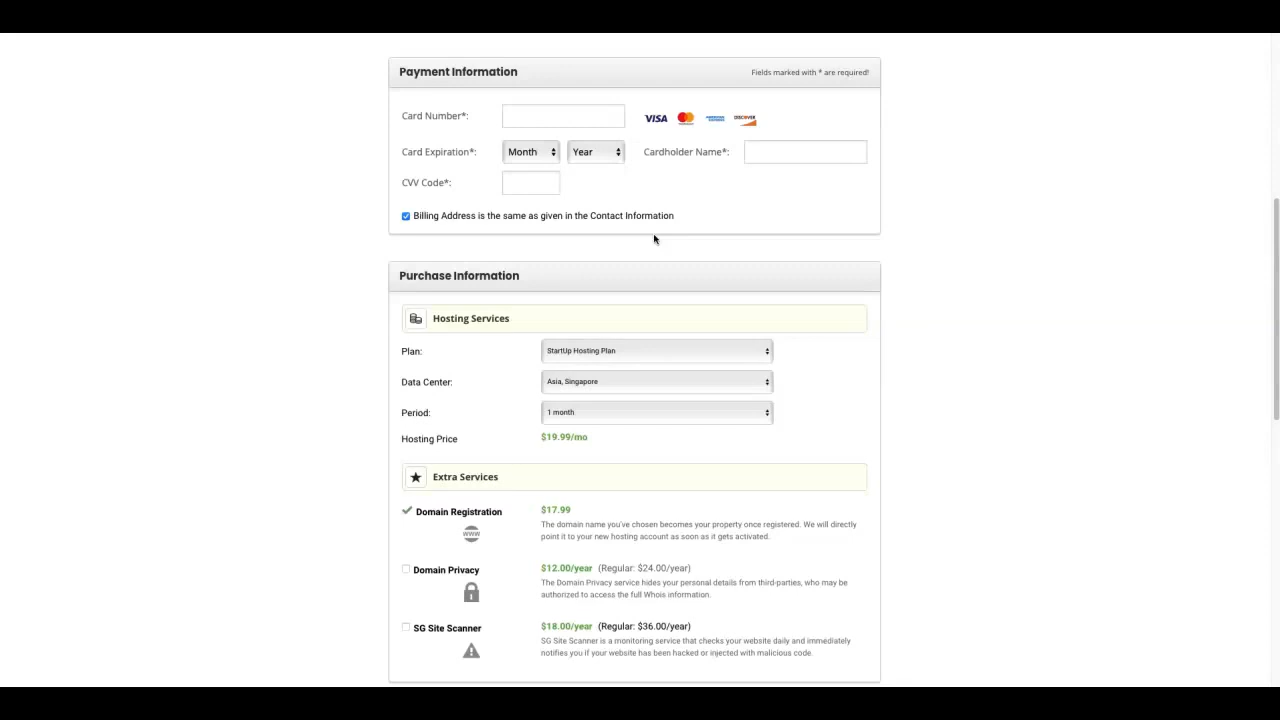 Payment Information
Fields marked with * are required!
Card Number*:
VISA
DISCOVER
Card Expiration*:
Month
Year
Cardholder Name*:
CVV Code*:
Billing Address is the same as given in the Contact Information
Purchase Information
Hosting Services
Plan:
StartUp Hosting Plan
Data Center:
Asia, Singapore
Period:
1 month
Hosting Price
$19.99/mo
Extra Services
Domain Registration
$17.99
www
The domain name you've chosen becomes your property once registered. We will directly
point it to your new hosting account as soon as it gets activated.
Domain Privacy
$12.00/year (Regular: $24.00/year)
The Domain Privacy service hides your personal details from third-parties, who may be
authorized to access the full Whois information.
SG Site Scanner
$18.00/year (Regular: $36.00/year)
SG Site Scanner is a monitoring service that checks your website daily and immediately
notifies you if your website has been hacked or injected with malicious code.